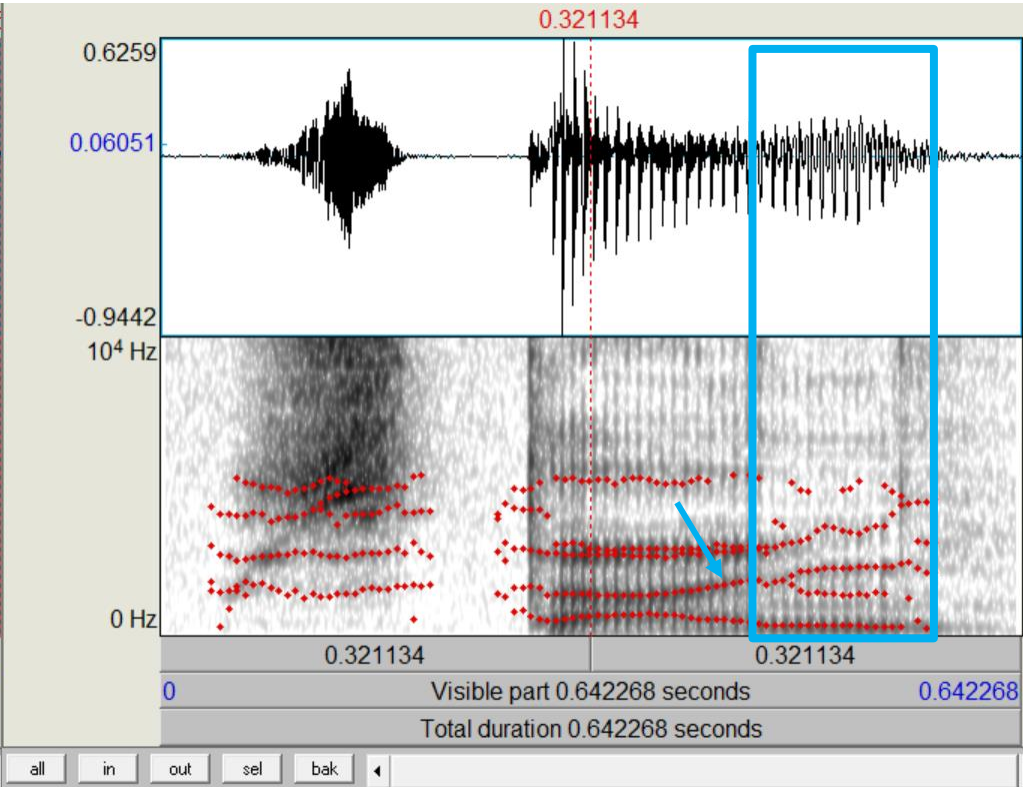 0.321134
0.6259
0.06051
-0.9442
10⁴ Hz
0 Hz
0.321134 0.321134
0 Visible part 0.642268 seconds 0.642268
Total duration 0.642268 seconds
all in out sel bak